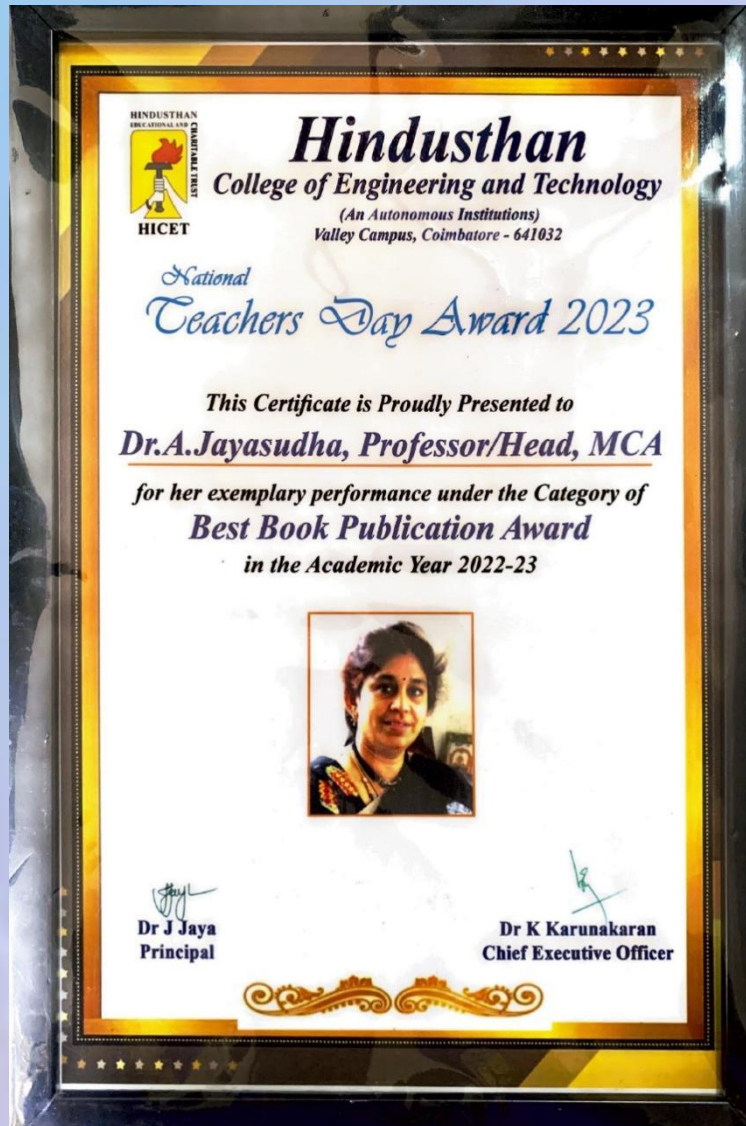 HINDUSTHAN
EDUCATIONAL AND
CHARITABLE TRUST
HICET
Hindusthan
College of Engineering and Technology
(An Autonomous Institutions)
Valley Campus, Coimbatore - 641032
National
Teachers Day Award 2023
This Certificate is Proudly Presented to
Dr.A.Jayasudha, Professor/Head, MCA
for her exemplary performance under the Category of
Best Book Publication Award
in the Academic Year 2022-23
Dr J Jaya
Principal
Dr K Karunakaran
Chief Executive Officer